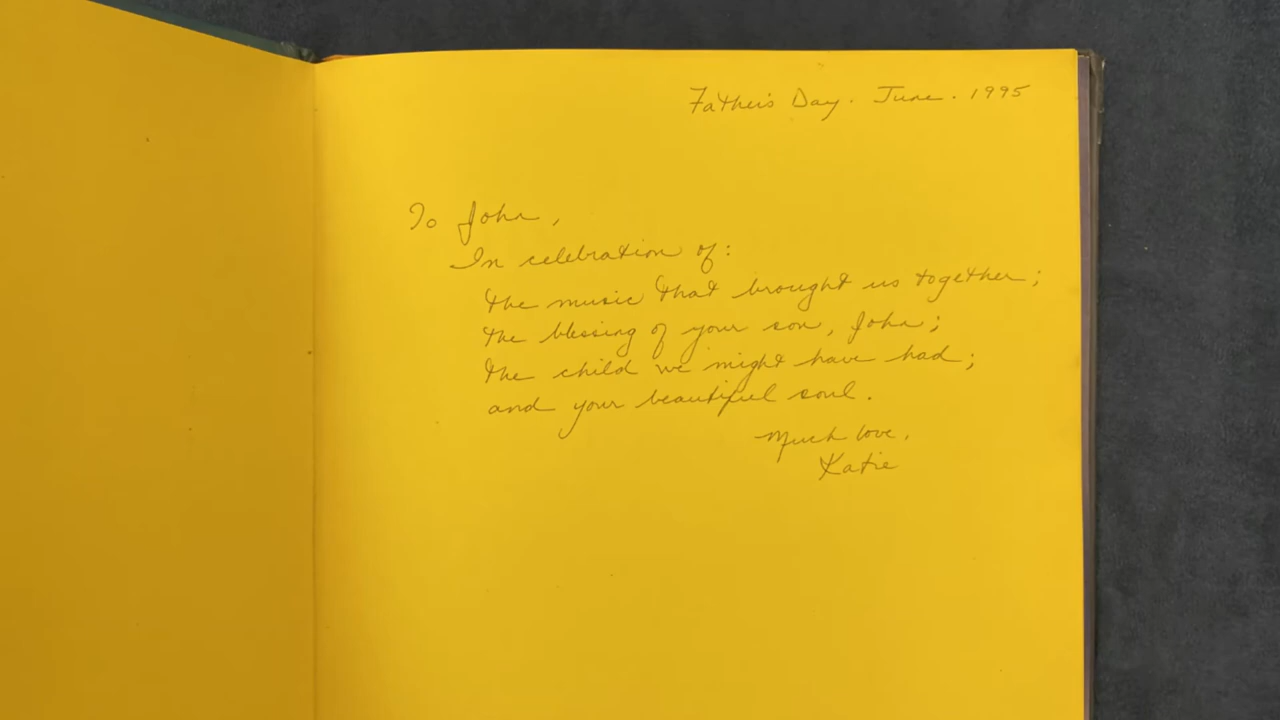 Father's Day. June. 1995
To John,
In celebration of:
the music that brought us together;
the blessing of your son, John;
the child we might have had;
and your beautiful soul.
Much love,
Katie